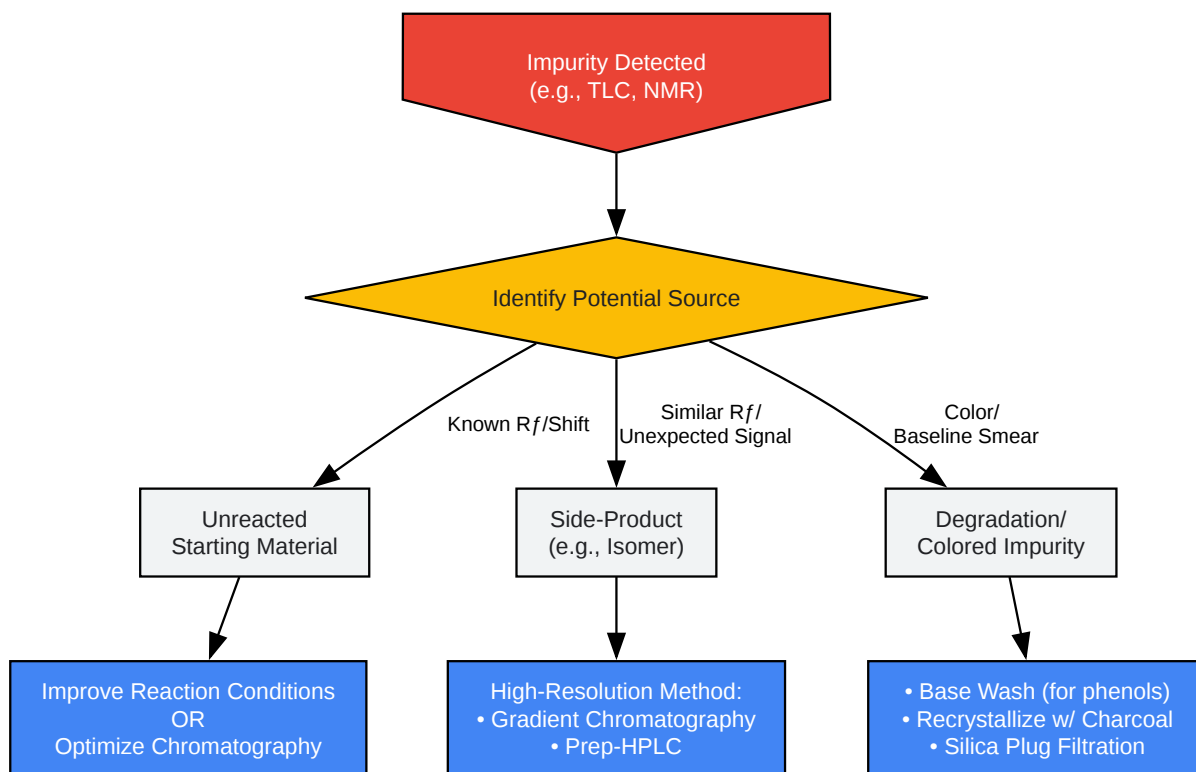 Impurity Detected
(e.g., TLC, NMR)
Identify Potential Source
Known Rƒ/Shift
Similar Rƒ/
Unexpected Signal
Color/
Baseline Smear
Unreacted
Starting Material
Side-Product
(e.g., Isomer)
Degradation/
Colored Impurity
Improve Reaction Conditions
OR
Optimize Chromatography
High-Resolution Method:
• Gradient Chromatography
• Prep-HPLC
• Base Wash (for phenols)
• Recrystallize w/ Charcoal
• Silica Plug Filtration